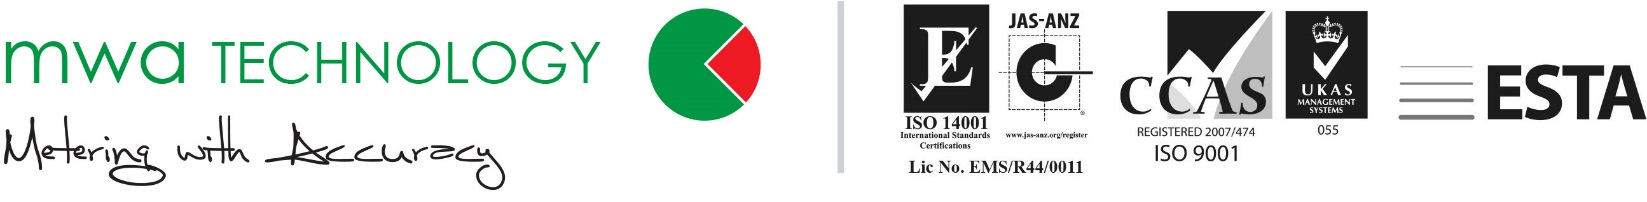 mwa TECHNOLOGY
Metering with Accuracy
E
ISO 14001
International Standards
Certifications
Lic No. EMS/R44/0011
JAS-ANZ
www.jas-anz.org/register
CCAS
REGISTERED 2007/474
ISO 9001
UKAS
MANAGEMENT
SYSTEMS
055
ESTA